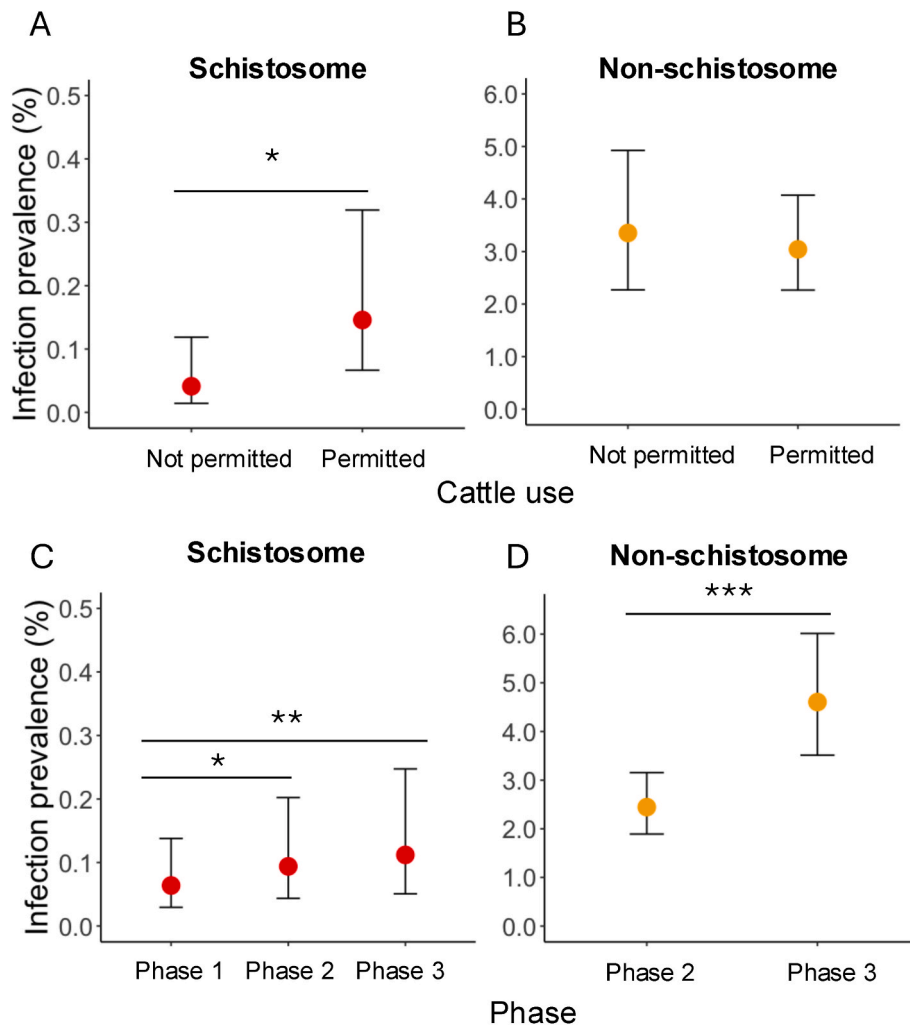 A
B
Schistosome
Non-schistosome
Infection prevalence (%)
0.5
0.4
0.3
0.2
0.1
0.0
*
6.0
5.0
4.0
3.0
2.0
1.0
0.0
Not permitted Permitted
Not permitted Permitted
Cattle use
C
D
Schistosome
Non-schistosome
Infection prevalence (%)
0.5
0.4
0.3
0.2
0.1
0.0
**
*
***
6.0
5.0
4.0
3.0
2.0
1.0
0.0
Phase 1 Phase 2 Phase 3
Phase 2 Phase 3
Phase